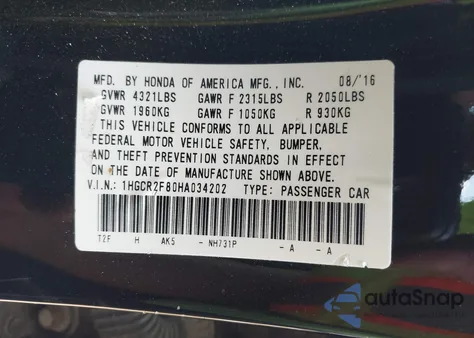 MFD. BY HONDA OF AMERICA MFG., INC. 08/'16
GVWR 4321LBS GAWR F 2315LBS R 2050LBS
GVWR 1960KG GAWR F 1050KG R 930KG
THIS VEHICLE CONFORMS TO ALL APPLICABLE
FEDERAL MOTOR VEHICLE SAFETY, BUMPER,
AND THEFT PREVENTION STANDARDS IN EFFECT
ON THE DATE OF MANUFACTURE SHOWN ABOVE.
V.I.N.: 1HGCR2F80HA034202 TYPE: PASSENGER CAR
T2F H AK5 - NH731P - A - A
autoSnap